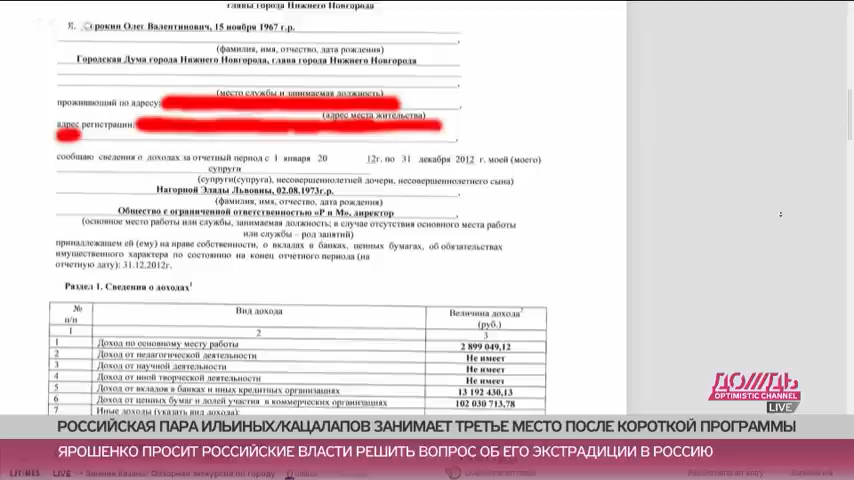 главы города Нижнего Новгорода
Я, Сорокин Олег Валентинович, 15 ноября 1967 г.р.
(фамилия, имя, отчество, дата рождения)
Городская Дума города Нижнего Новгорода, глава города Нижнего Новгорода
(место службы и занимаемая должность)
проживающий по адресу:
(адрес места жительства)
адрес регистрации:
сообщаю сведения о доходах за отчетный период с 1 января 20 12г. по 31 декабря 2012 г. моей (моего)
супруги
(супруги(супруга), несовершеннолетней дочери, несовершеннолетнего сына)
Нагорной Элады Львовны, 02.08.1973г.р.
(фамилия, имя, отчество, дата рождения)
Общество с ограниченной ответственностью «Р и М», директор
(основное место работы или службы, занимаемая должность; в случае отсутствия основного места работы
или службы – род занятий)
принадлежащем ей (ему) на праве собственности, о вкладах в банках, ценных бумагах, об обязательствах
имущественного характера по состоянию на конец отчетного периода (на
отчетную дату): 31.12.2012г.
Раздел 1. Сведения о доходах1
№ п/п Вид дохода Величина дохода2 (руб.)
1 2 3
1 Доход по основному месту работы 2 899 049,12
2 Доход от педагогической деятельности Не имеет
3 Доход от научной деятельности Не имеет
4 Доход от иной творческой деятельности Не имеет
5 Доход от вкладов в банках и иных кредитных организациях 13 192 430,13
6 Доход от ценных бумаг и долей участия в коммерческих организациях 102 030 713,78
7 Иные доходы (указать вид дохода):
ДОЖДЬ
OPTIMISTIC CHANNEL
LIVE
РОССИЙСКАЯ ПАРА ИЛЬИНЫХ/КАЦАЛАПОВ ЗАНИМАЕТ ТРЕТЬЕ МЕСТО ПОСЛЕ КОРОТКОЙ ПРОГРАММЫ
ЯРОШЕНКО ПРОСИТ РОССИЙСКИЕ ВЛАСТИ РЕШИТЬ ВОПРОС ОБ ЕГО ЭКСТРАДИЦИИ В РОССИЮ
LIVE